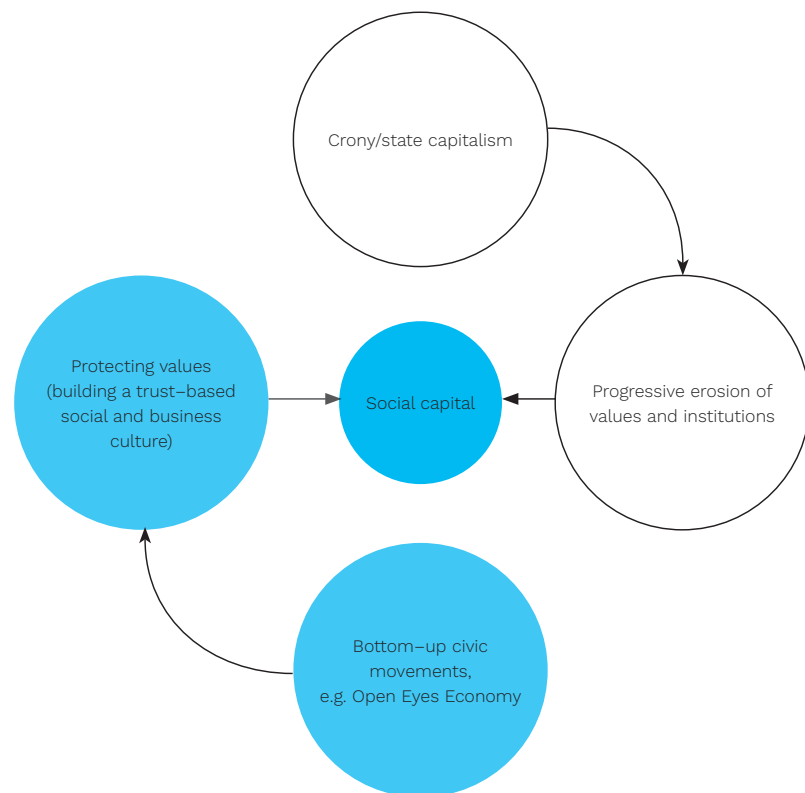 Crony/state capitalism
Protecting values
(building a trust–based
social and business
culture)
Social capital
Progressive erosion of
values and institutions
Bottom–up civic
movements,
e.g. Open Eyes Economy